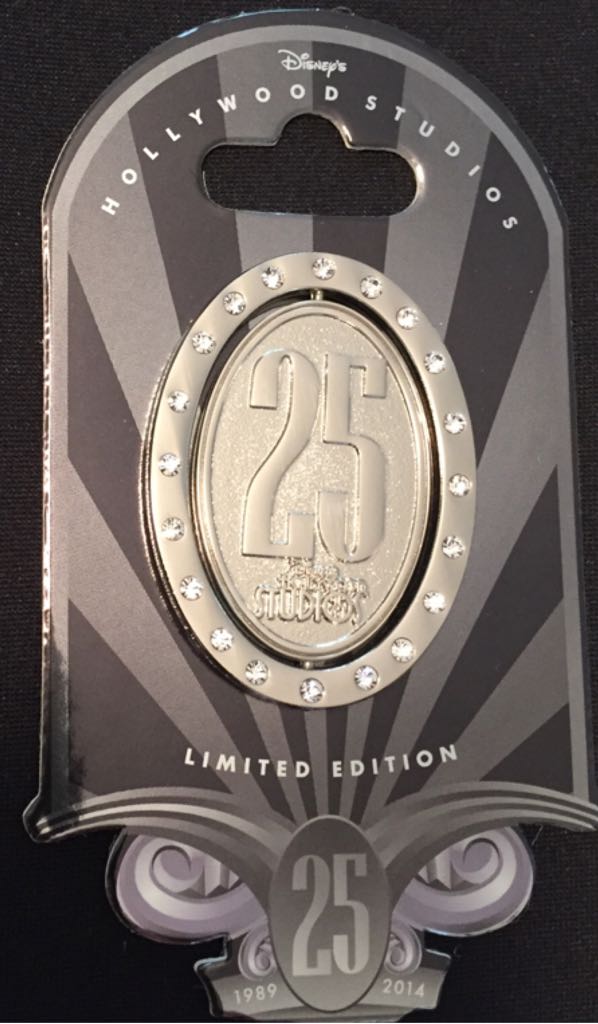 Disney's
HOLLYWOOD STUDIOS
25
STUDIOS
LIMITED EDITION
25
1989 2014